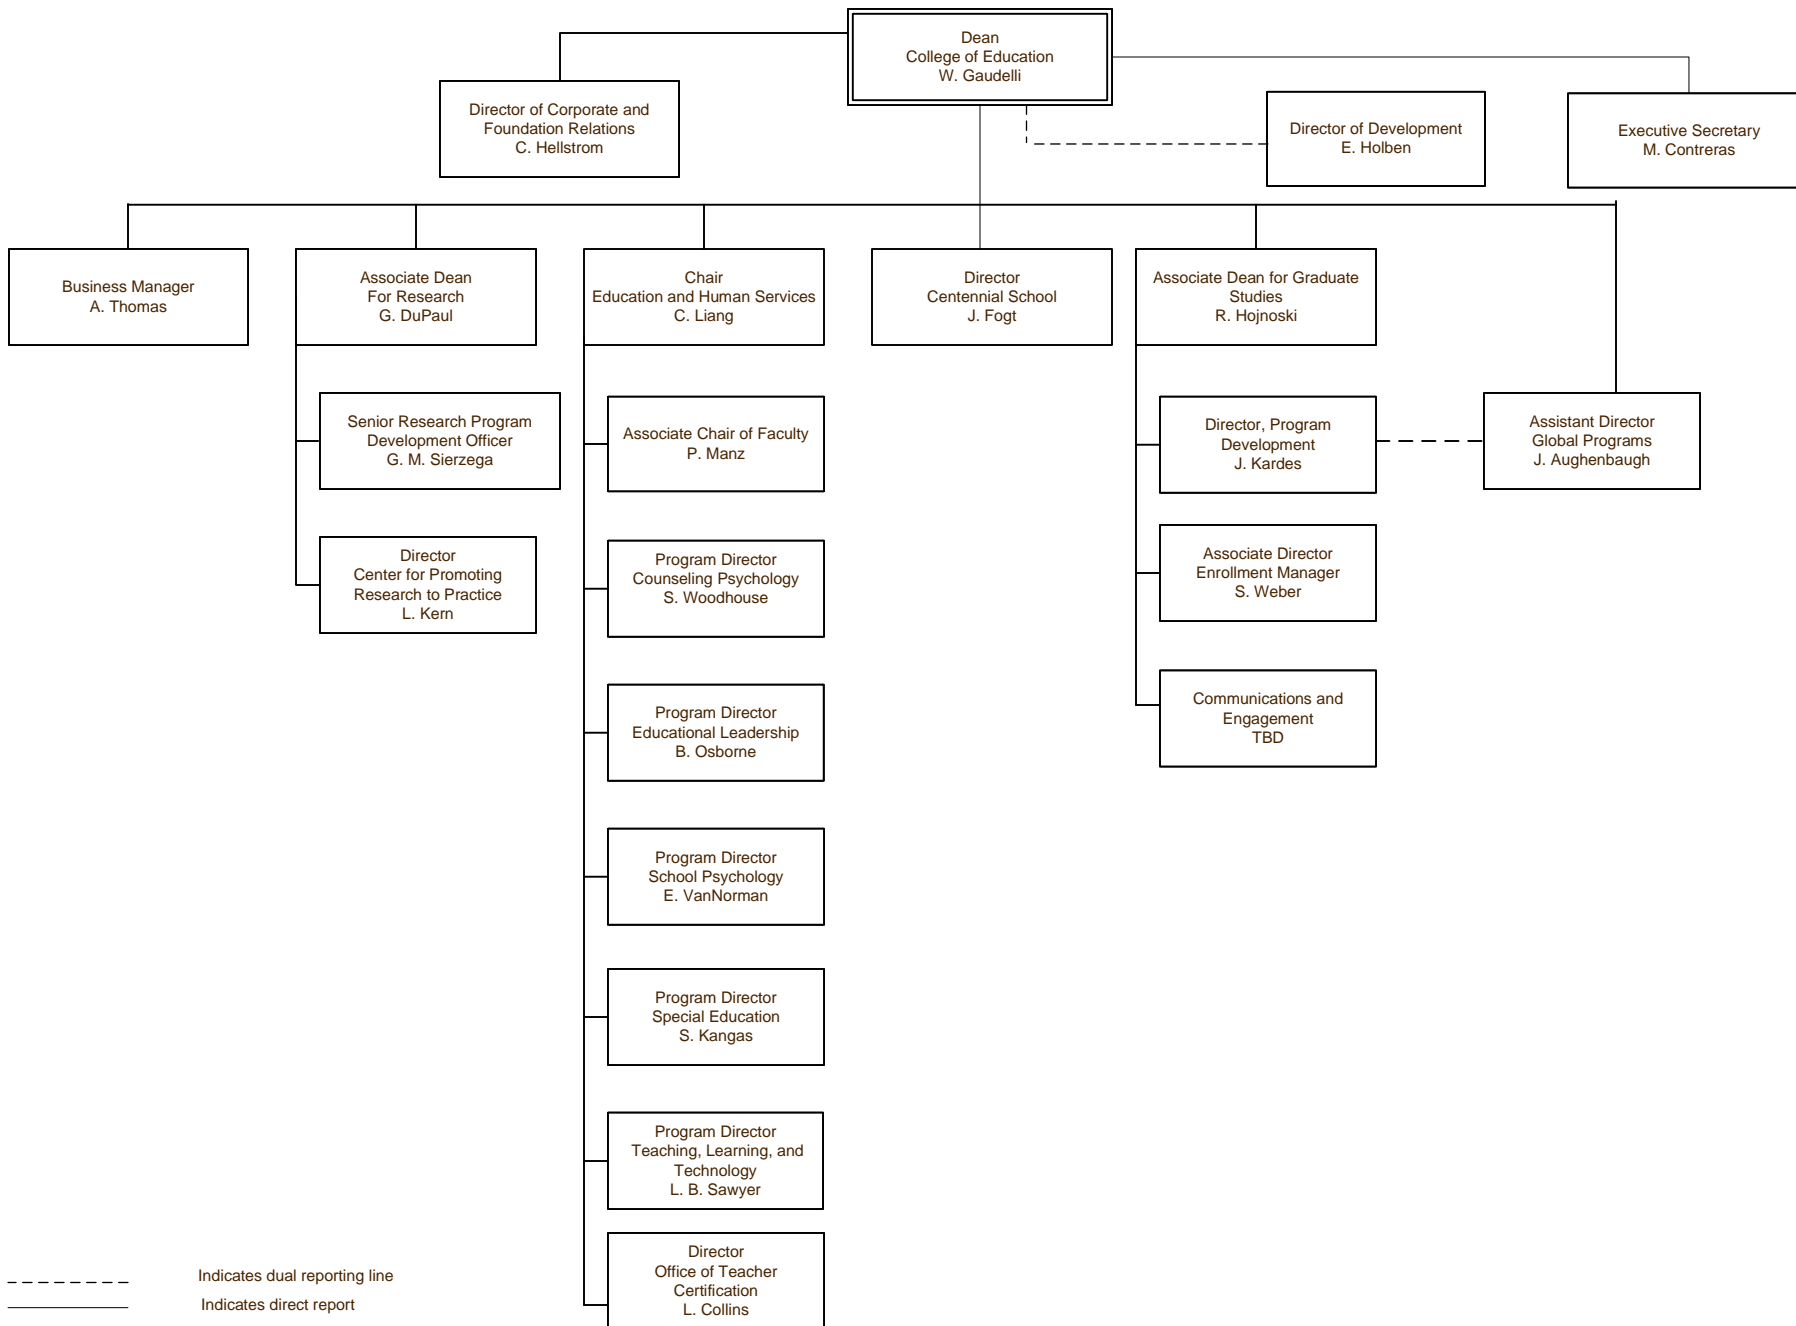 Dean
College of Education
W. Gaudelli
Director of Corporate and
Foundation Relations
C. Hellstrom
Director of Development
E. Holben
Executive Secretary
M. Contreras
Business Manager
A. Thomas
Associate Dean
For Research
G. DuPaul
Chair
Education and Human Services
C. Liang
Director
Centennial School
J. Fogt
Associate Dean for Graduate
Studies
R. Hojnoski
Senior Research Program
Development Officer
G. M. Sierzega
Associate Chair of Faculty
P. Manz
Director, Program
Development
J. Kardes
Assistant Director
Global Programs
J. Aughenbaugh
Director
Center for Promoting
Research to Practice
L. Kern
Program Director
Counseling Psychology
S. Woodhouse
Associate Director
Enrollment Manager
S. Weber
Program Director
Educational Leadership
B. Osborne
Communications and
Engagement
TBD
Program Director
School Psychology
E. VanNorman
Program Director
Special Education
S. Kangas
Program Director
Teaching, Learning, and
Technology
L. B. Sawyer
Director
Office of Teacher
Certification
L. Collins
Indicates dual reporting line
Indicates direct report